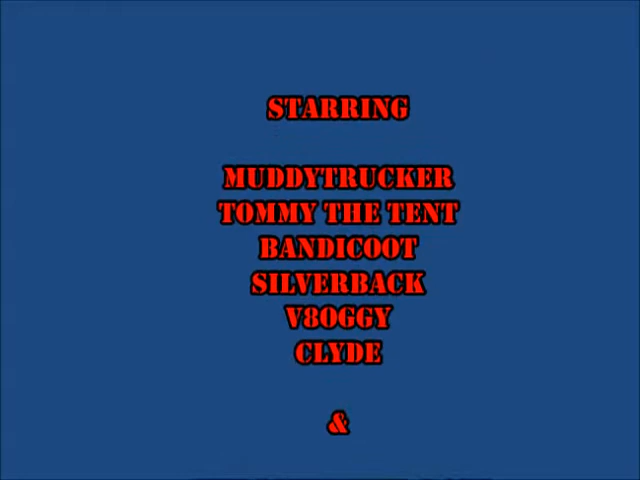 STARRING
MUDDYTRUCKER
TOMMY THE TENT
BANDICOOT
SILVERBACK
V8OGGY
CLYDE
&